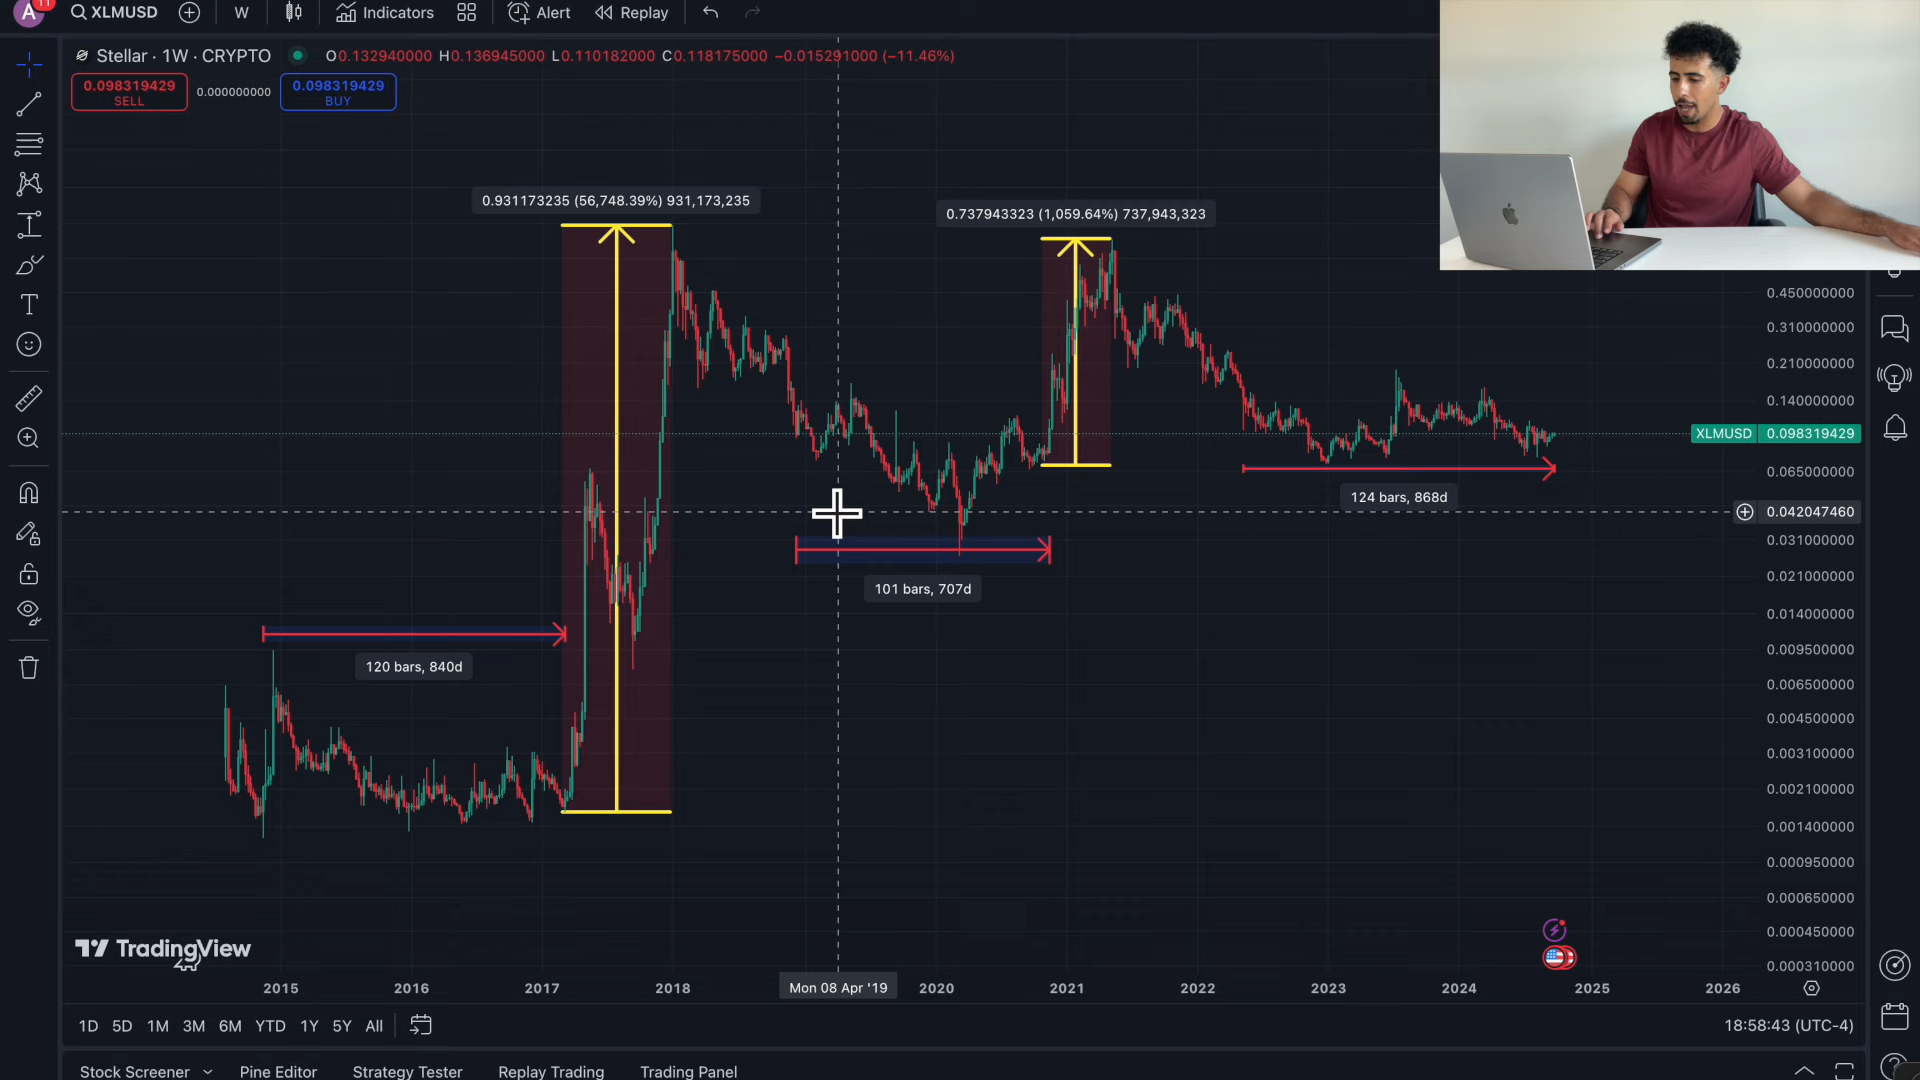 A 11 XLMUSD W Indicators Alert Replay
Stellar · 1W · CRYPTO O0.132940000 H0.136945000 L0.110182000 C0.118175000 −0.015291000 (−11.46%)
0.098319429 SELL 0.000000000 0.098319429 BUY
0.931173235 (56,748.39%) 931,173,235
0.737943323 (1,059.64%) 737,943,323
0.450000000
0.310000000
0.210000000
0.140000000
XLMUSD 0.098319429
0.065000000
124 bars, 868d
0.042047460
0.031000000
0.021000000
101 bars, 707d
0.014000000
0.009500000
120 bars, 840d
0.006500000
0.004500000
0.003100000
0.002100000
0.001400000
0.000950000
0.000650000
0.000450000
TradingView
0.000310000
2015 2016 2017 2018 Mon 08 Apr '19 2020 2021 2022 2023 2024 2025 2026
1D 5D 1M 3M 6M YTD 1Y 5Y All 18:58:43 (UTC-4)
Stock Screener Pine Editor Strategy Tester Replay Trading Trading Panel